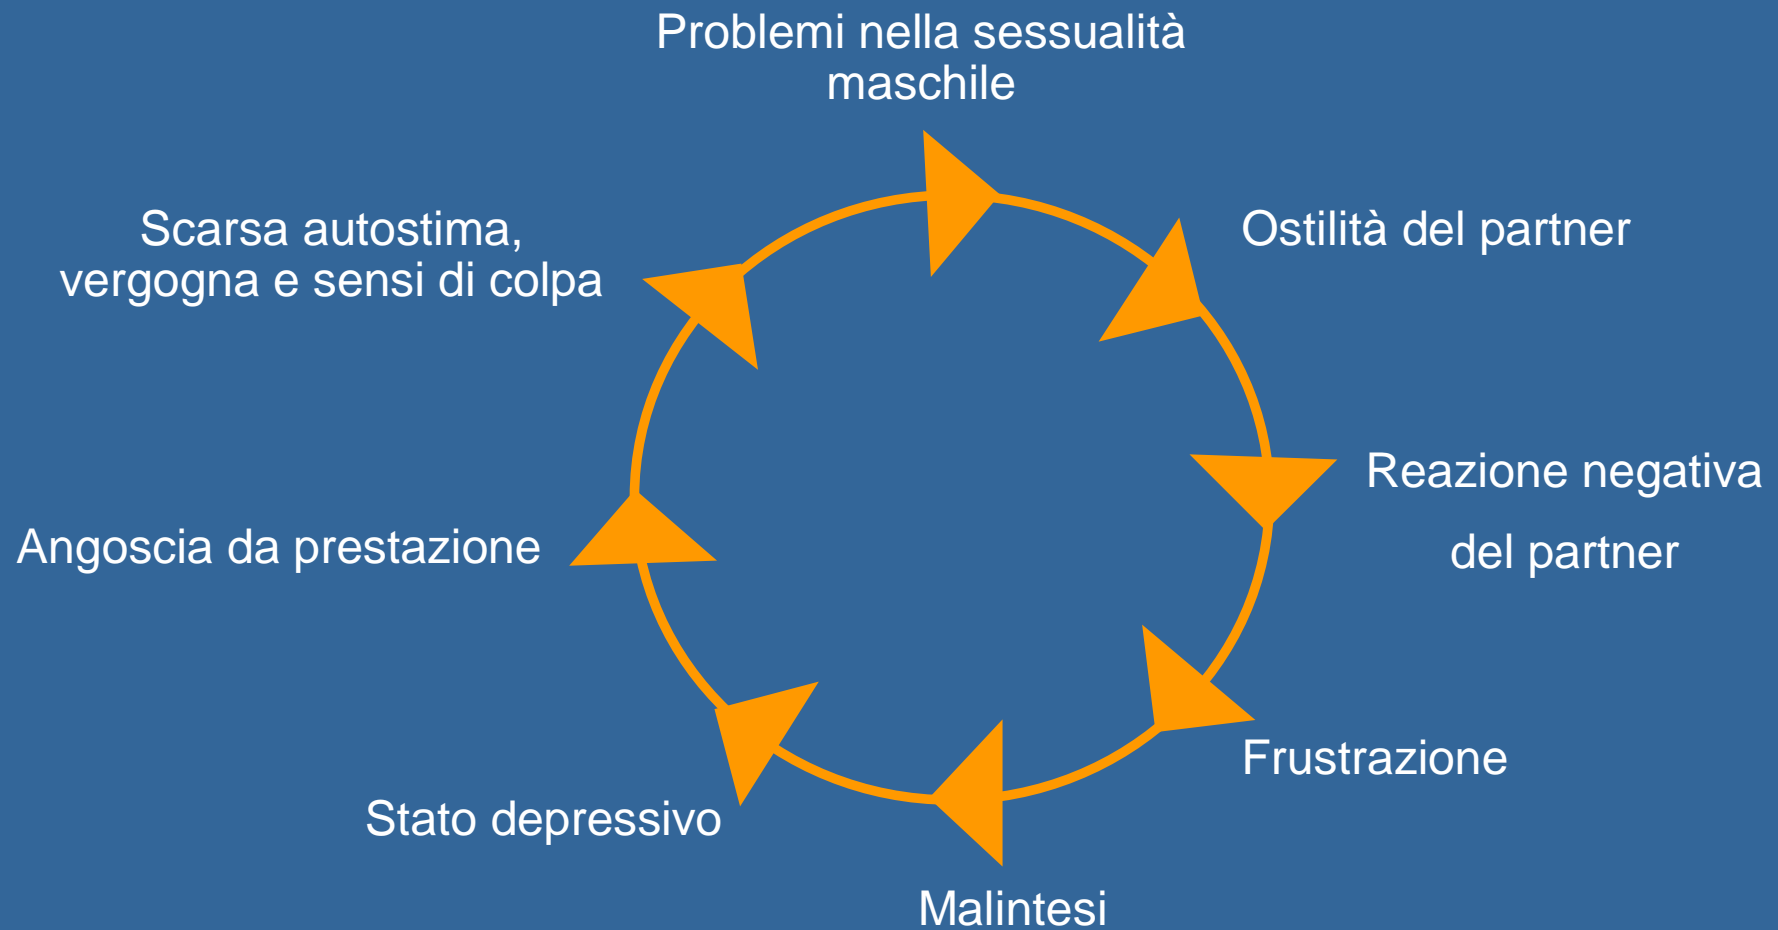 Problemi nella sessualità
maschile
Ostilità del partner
Reazione negativa
del partner
Frustrazione
Malintesi
Stato depressivo
Angoscia da prestazione
Scarsa autostima,
vergogna e sensi di colpa